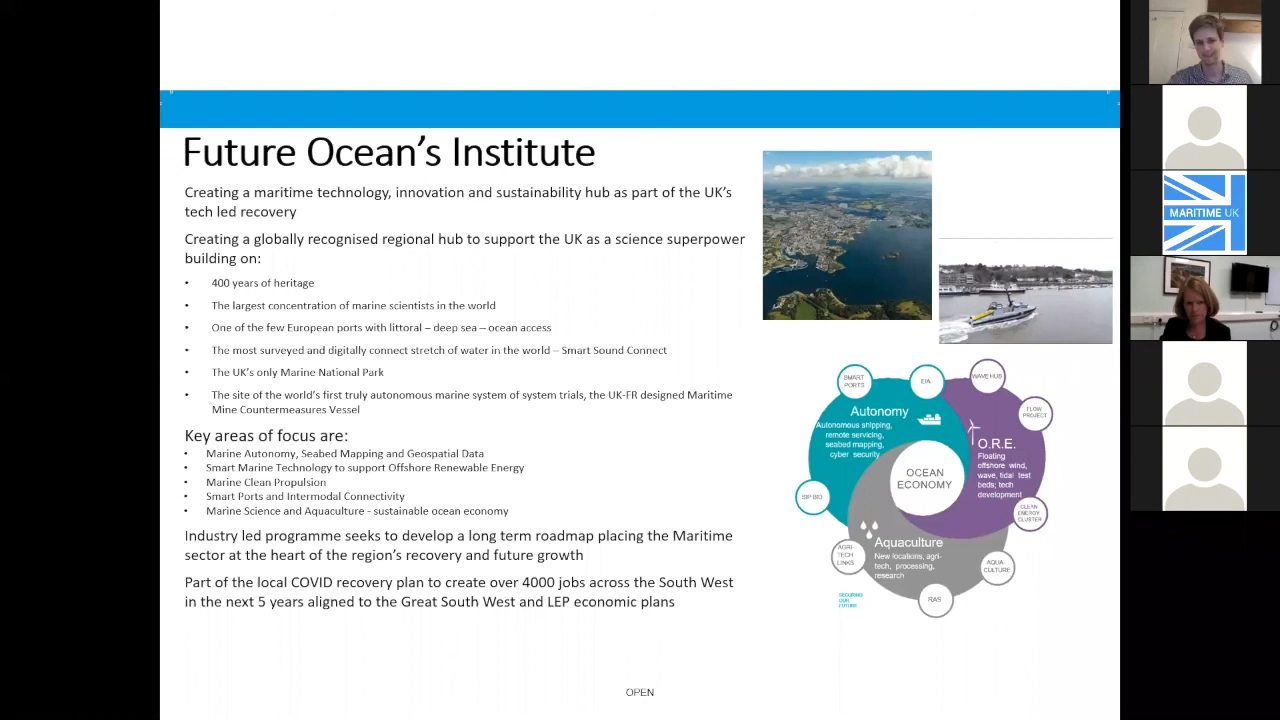 Future Ocean's Institute
Creating a maritime technology, innovation and sustainability hub as part of the UK's
tech led recovery
Creating a globally recognised regional hub to support the UK as a science superpower
building on:
• 400 years of heritage
• The largest concentration of marine scientists in the world
• One of the few European ports with littoral – deep sea – ocean access
• The most surveyed and digitally connect stretch of water in the world – Smart Sound Connect
• The UK's only Marine National Park
• The site of the world's first truly autonomous marine system of system trials, the UK-FR designed Maritime
Mine Countermeasures Vessel
Key areas of focus are:
• Marine Autonomy, Seabed Mapping and Geospatial Data
• Smart Marine Technology to support Offshore Renewable Energy
• Marine Clean Propulsion
• Smart Ports and Intermodal Connectivity
• Marine Science and Aquaculture - sustainable ocean economy
Industry led programme seeks to develop a long term roadmap placing the Maritime
sector at the heart of the region's recovery and future growth
Part of the local COVID recovery plan to create over 4000 jobs across the South West
in the next 5 years aligned to the Great South West and LEP economic plans
SMART
PORTS
WAVE HUB
FLOW
PROJECT
Autonomy
Autonomous shipping,
remote servicing,
seabed mapping,
cyber security
O.R.E.
Floating
offshore wind,
wave, tidal test
beds; tech
development
OCEAN
ECONOMY
CLEAN
ENERGY
CLUSTER
Aquaculture
New locations, agri-
tech, processing,
research
AGRI-
TECH
LINKS
AQUA-
CULTURE
RAS
SECURING
OUR
FUTURE
OPEN
MARITIME UK